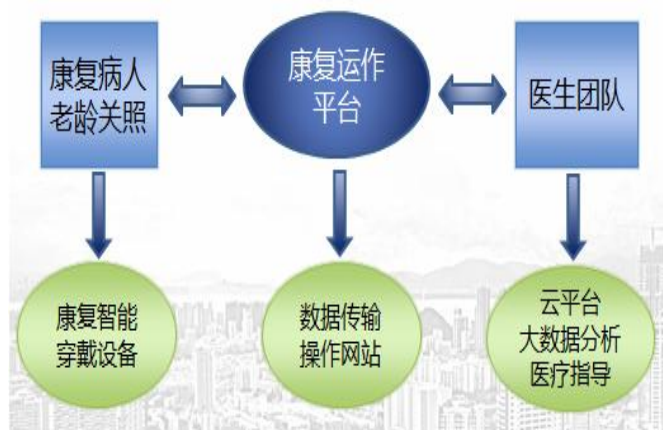 康复病人
老龄关照
康复运作
平台
医生团队
康复智能
穿戴设备
数据传输
操作网站
云平台
大数据分析
医疗指导